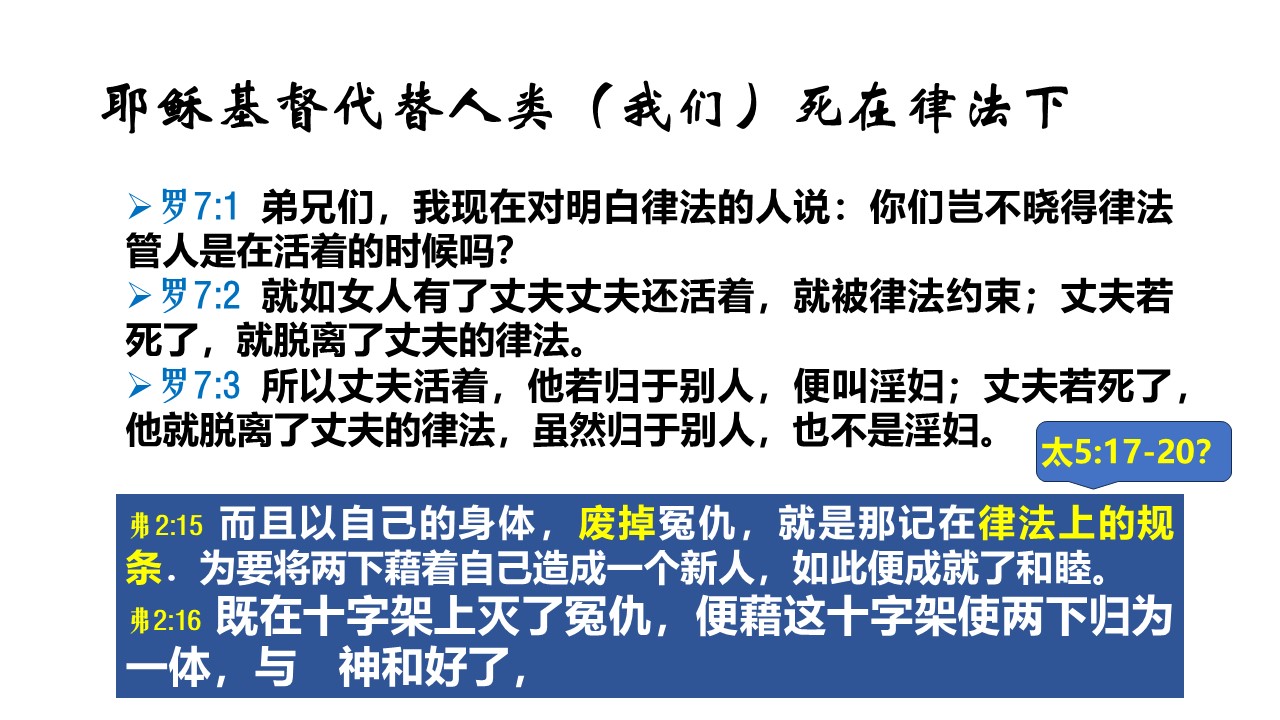 耶稣基督代替人类（我们）死在律法下
➢罗7:1 弟兄们，我现在对明白律法的人说：你们岂不晓得律法
管人是在活着的时候吗？
➢罗7:2 就如女人有了丈夫丈夫还活着，就被律法约束；丈夫若
死了，就脱离了丈夫的律法。
➢罗7:3 所以丈夫活着，他若归于别人，便叫淫妇；丈夫若死了，
他就脱离了丈夫的律法，虽然归于别人，也不是淫妇。
太5:17-20？
弗2:15 而且以自己的身体，废掉冤仇，就是那记在律法上的规
条．为要将两下藉着自己造成一个新人，如此便成就了和睦。
弗2:16 既在十字架上灭了冤仇，便藉这十字架使两下归为
一体，与　神和好了，